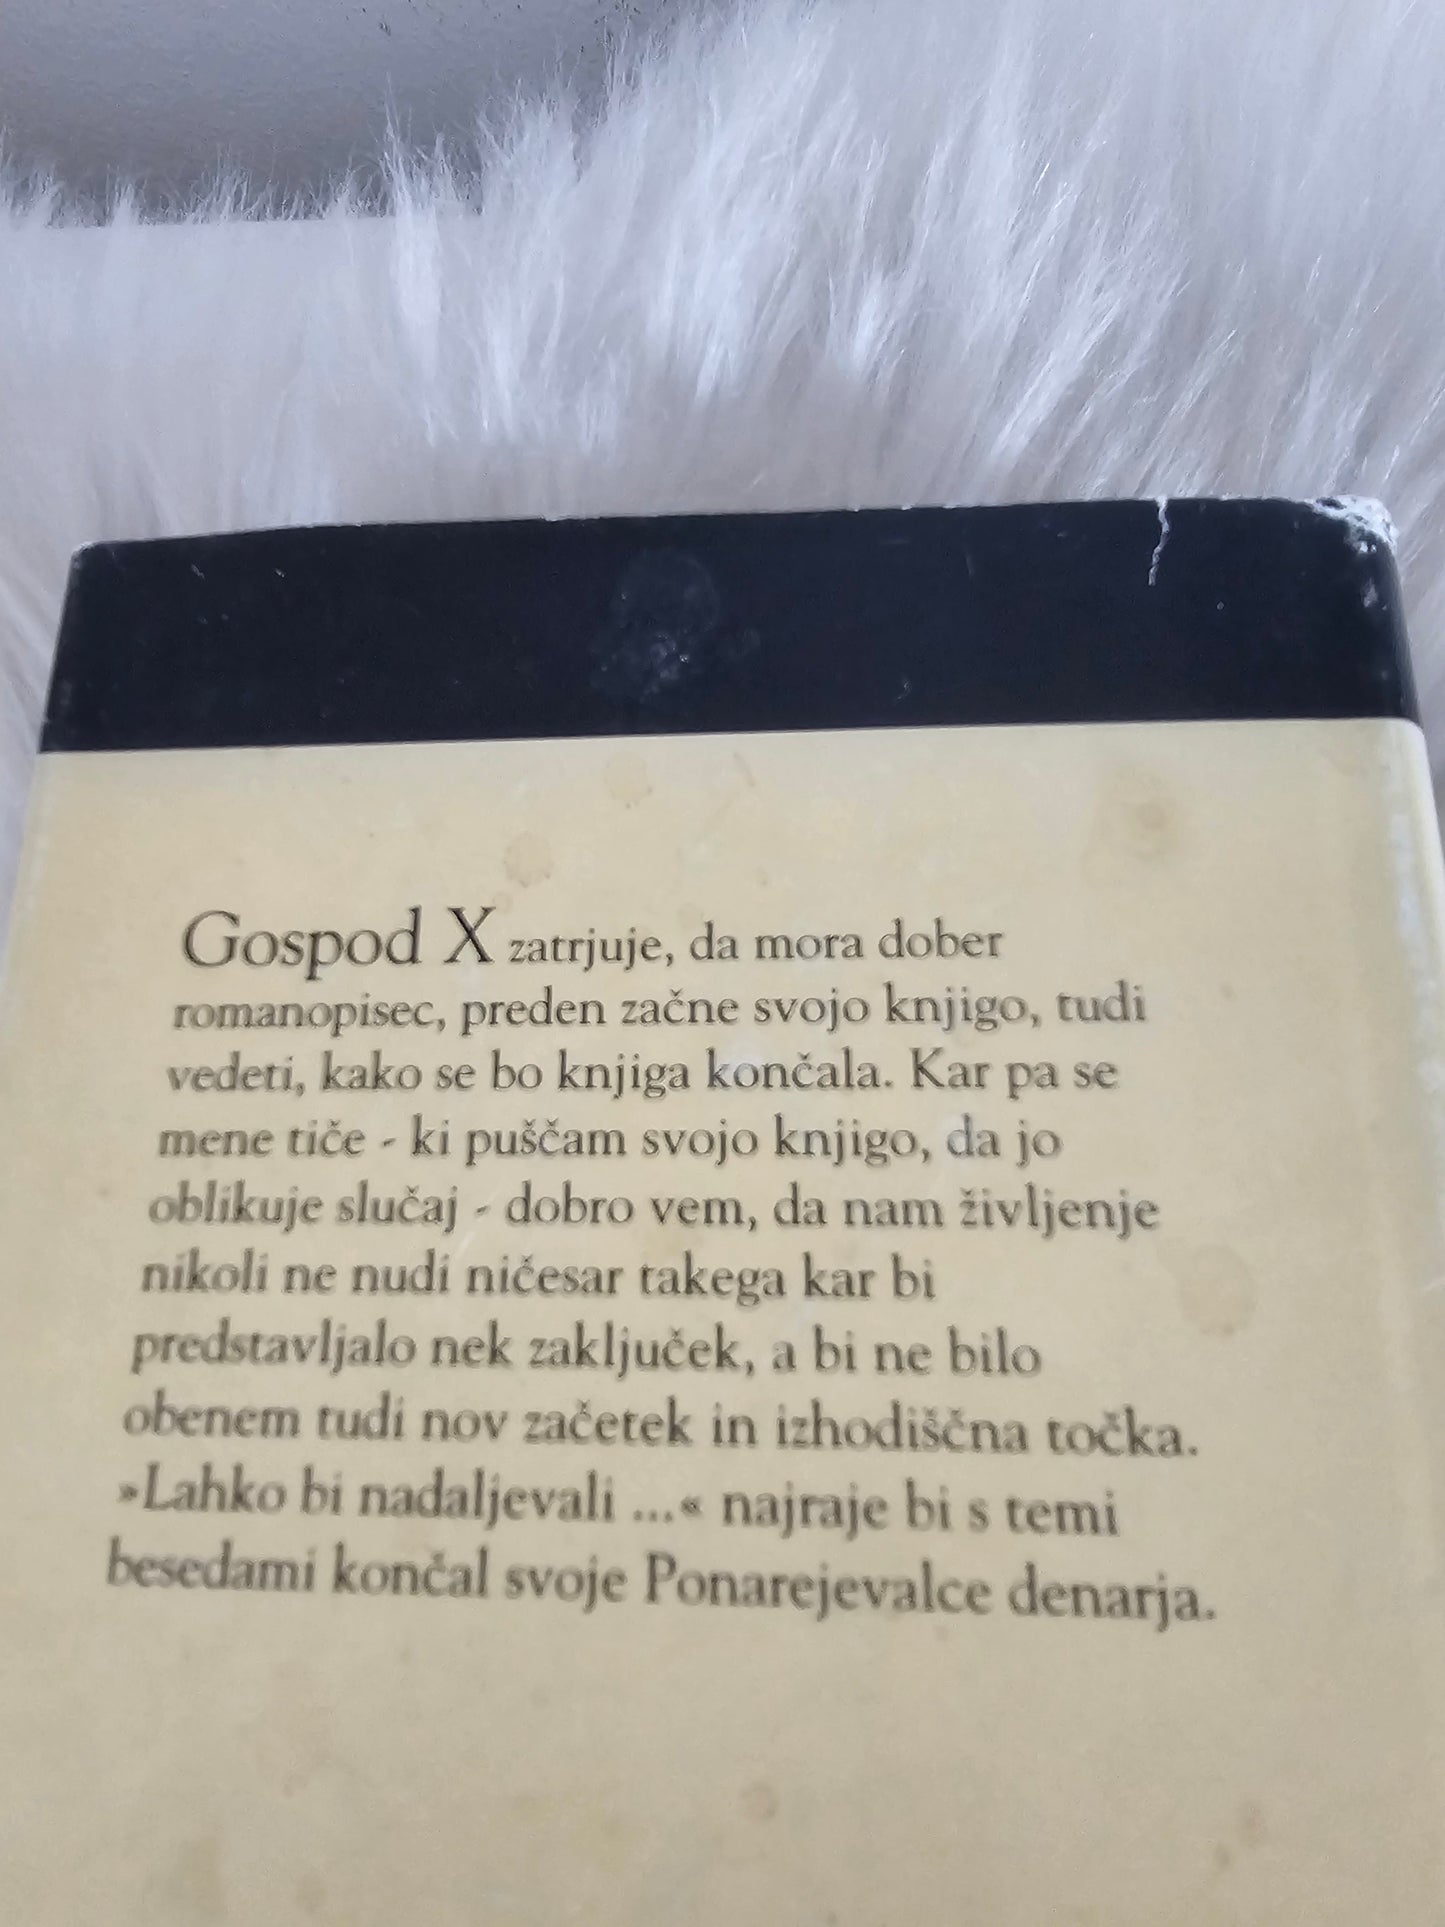 Gospod X zatrjuje, da mora dober
romanopisec, preden začne svojo knjigo, tudi
vedeti, kako se bo knjiga končala. Kar pa se
mene tiče - ki puščam svojo knjigo, da jo
oblikuje slučaj - dobro vem, da nam življenje
nikoli ne nudi ničesar takega kar bi
predstavljalo nek zaključek, a bi ne bilo
obenem tudi nov začetek in izhodiščna točka.
»Lahko bi nadaljevali ...« najraje bi s temi
besedami končal svoje Ponarejevalce denarja.